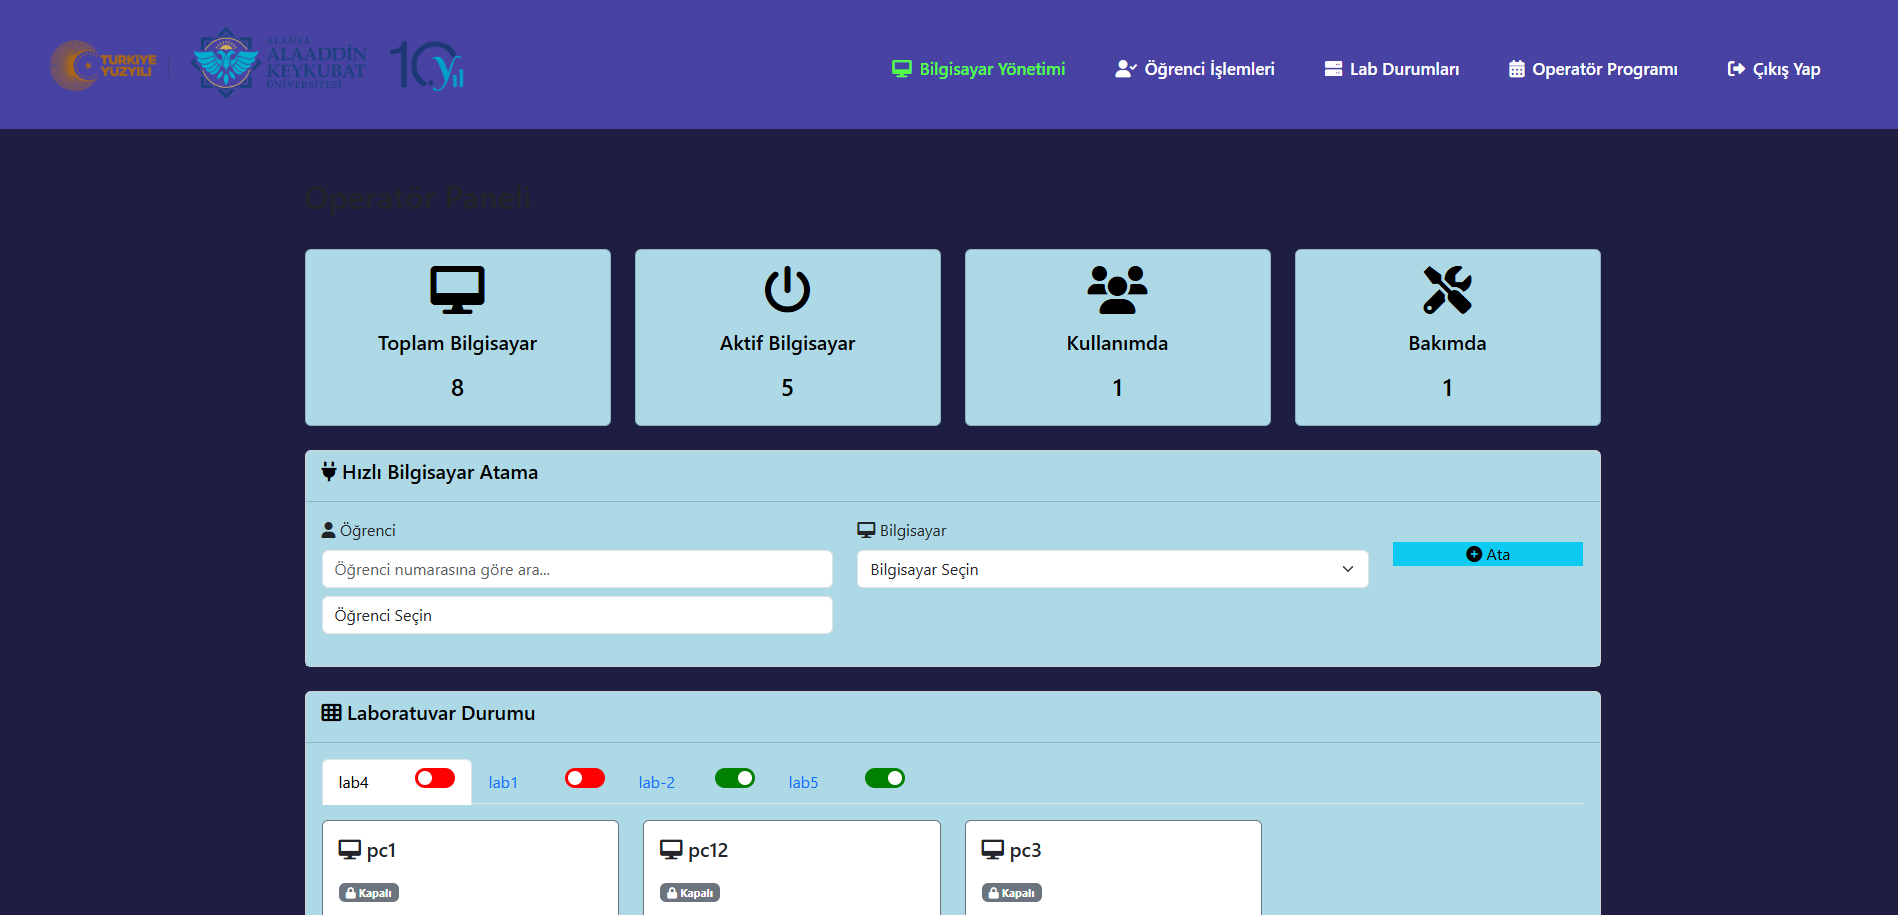 TÜRKİYE
YÜZYILI
ALANYA
ALAADDİN
KEYKUBAT
ÜNİVERSİTESİ
10.yıl
Bilgisayar Yönetimi
Öğrenci İşlemleri
Lab Durumları
Operatör Programı
Çıkış Yap
Operatör Paneli
Toplam Bilgisayar
8
Aktif Bilgisayar
5
Kullanımda
1
Bakımda
1
Hızlı Bilgisayar Atama
Öğrenci
Öğrenci numarasına göre ara...
Öğrenci Seçin
Bilgisayar
Bilgisayar Seçin
Ata
Laboratuvar Durumu
lab4
lab1
lab-2
lab5
pc1
Kapalı
pc12
Kapalı
pc3
Kapalı